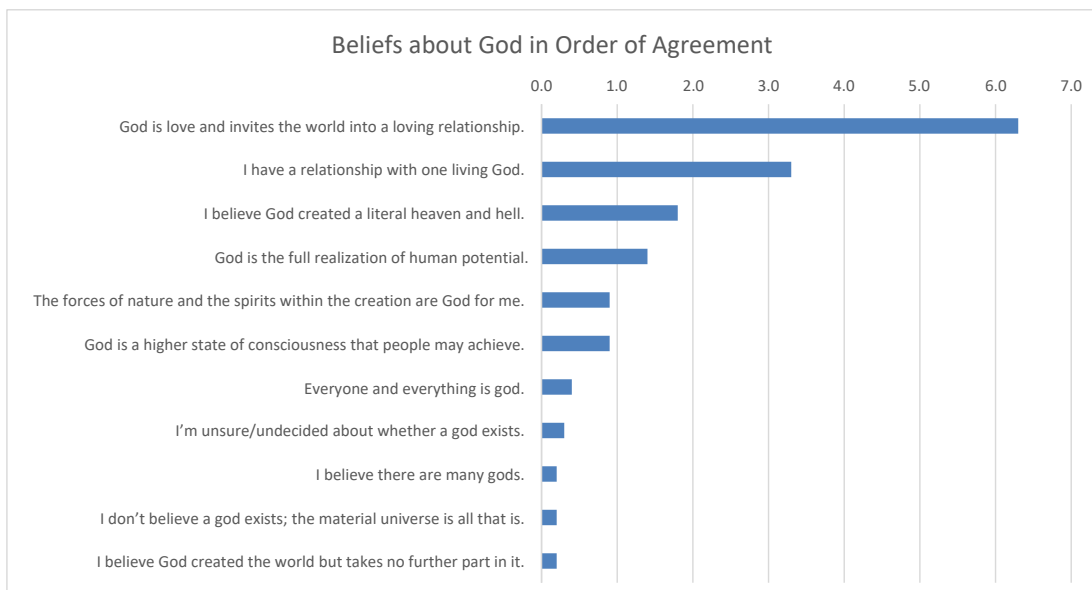 Beliefs about God in Order of Agreement
0.0 1.0 2.0 3.0 4.0 5.0 6.0 7.0
God is love and invites the world into a loving relationship.
I have a relationship with one living God.
I believe God created a literal heaven and hell.
God is the full realization of human potential.
The forces of nature and the spirits within the creation are God for me.
God is a higher state of consciousness that people may achieve.
Everyone and everything is god.
I’m unsure/undecided about whether a god exists.
I believe there are many gods.
I don’t believe a god exists; the material universe is all that is.
I believe God created the world but takes no further part in it.